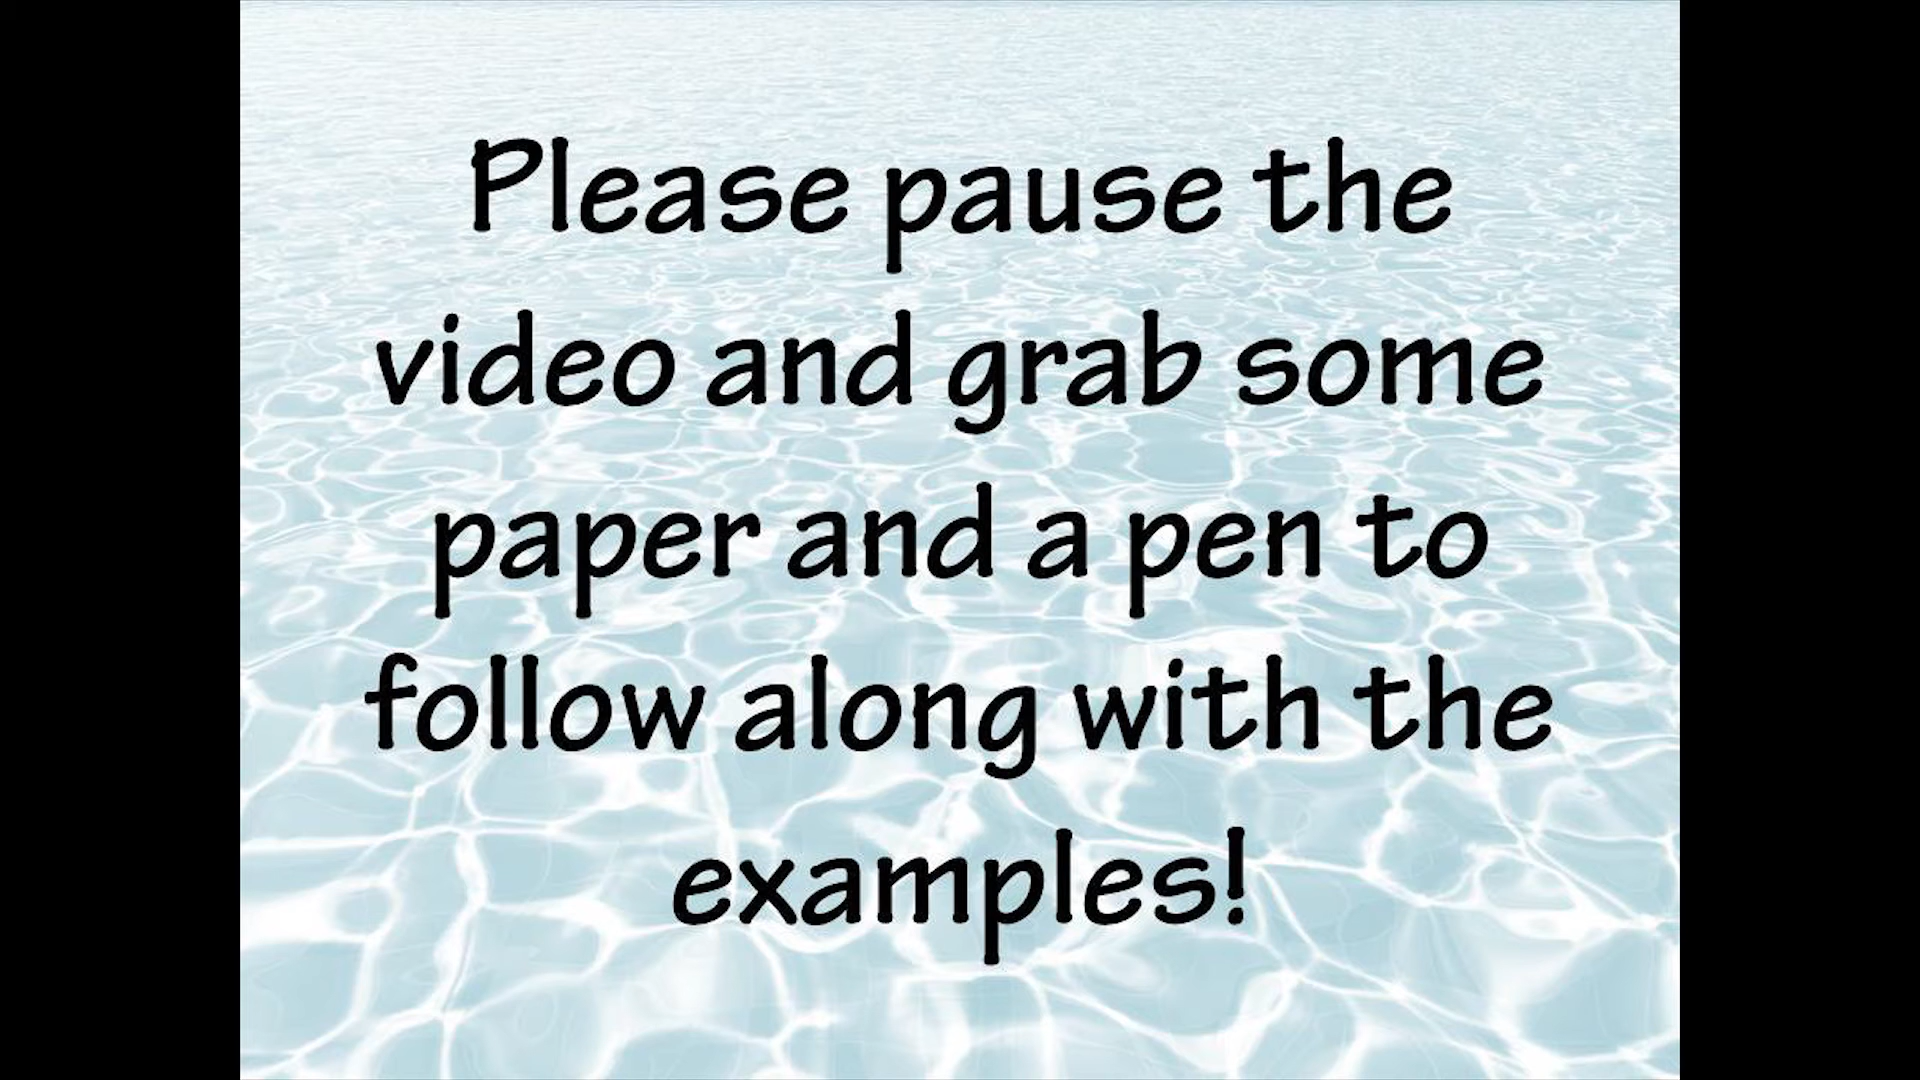 Please pause the
video and grab some
paper and a pen to
follow along with the
examples!